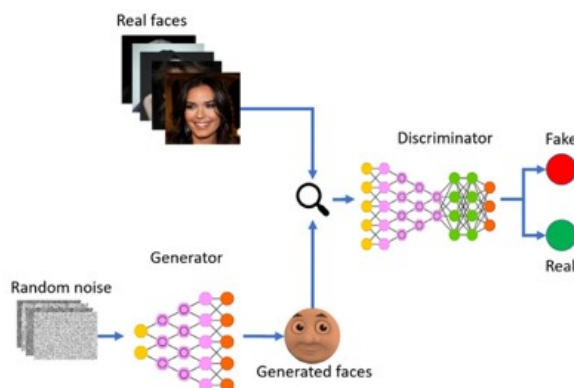 Real faces
Discriminator
Fake
Generator
Real
Random noise
Generated faces